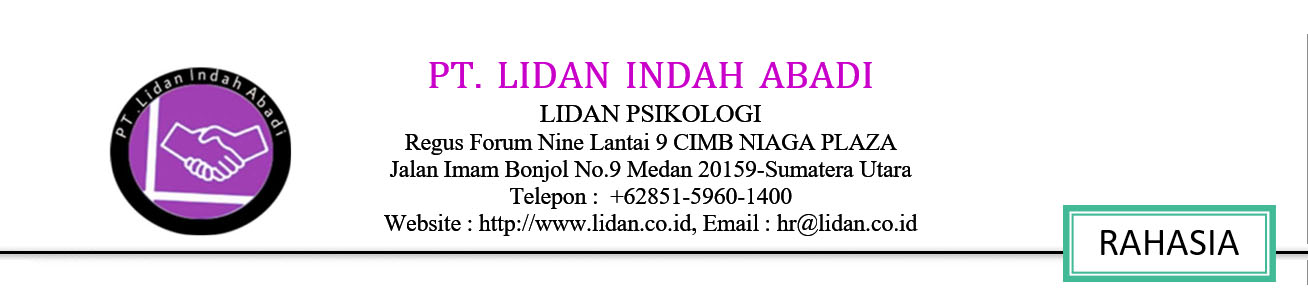 PT. Lidan Indah Abadi
PT. LIDAN INDAH ABADI
LIDAN PSIKOLOGI
Regus Forum Nine Lantai 9 CIMB NIAGA PLAZA
Jalan Imam Bonjol No.9 Medan 20159-Sumatera Utara
Telepon : +62851-5960-1400
Website : http://www.lidan.co.id, Email : hr@lidan.co.id
RAHASIA